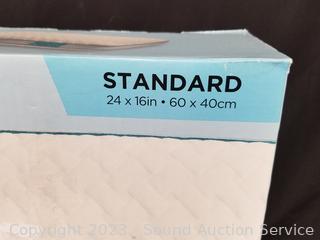 STANDARD
24 x 16in • 60 x 40cm
Copyright 2023, Sound Auction Service